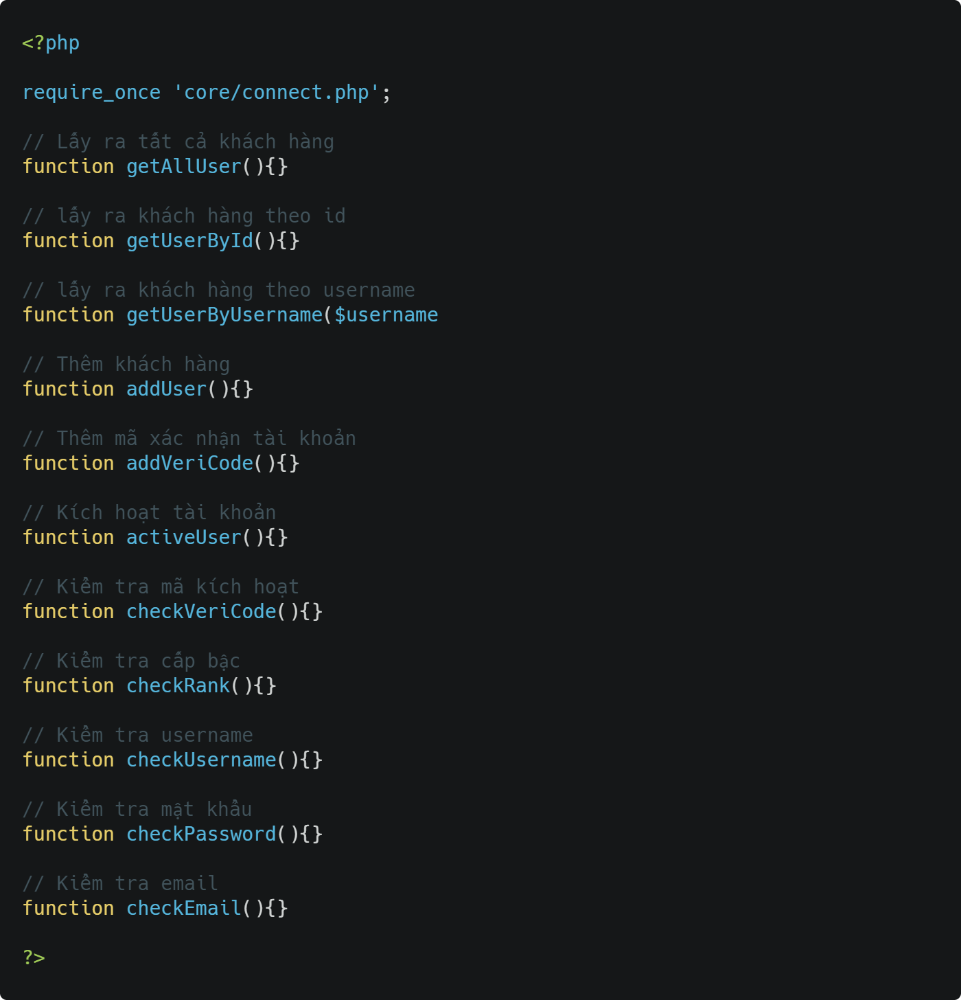 <?php
require_once 'core/connect.php';
// Lấy ra tất cả khách hàng
function getAllUser(){}
// lấy ra khách hàng theo id
function getUserById(){}
// lấy ra khách hàng theo username
function getUserByUsername($username
// Thêm khách hàng
function addUser(){}
// Thêm mã xác nhận tài khoản
function addVeriCode(){}
// Kích hoạt tài khoản
function activeUser(){}
// Kiểm tra mã kích hoạt
function checkVeriCode(){}
// Kiểm tra cấp bậc
function checkRank(){}
// Kiểm tra username
function checkUsername(){}
// Kiểm tra mật khẩu
function checkPassword(){}
// Kiểm tra email
function checkEmail(){}
?>